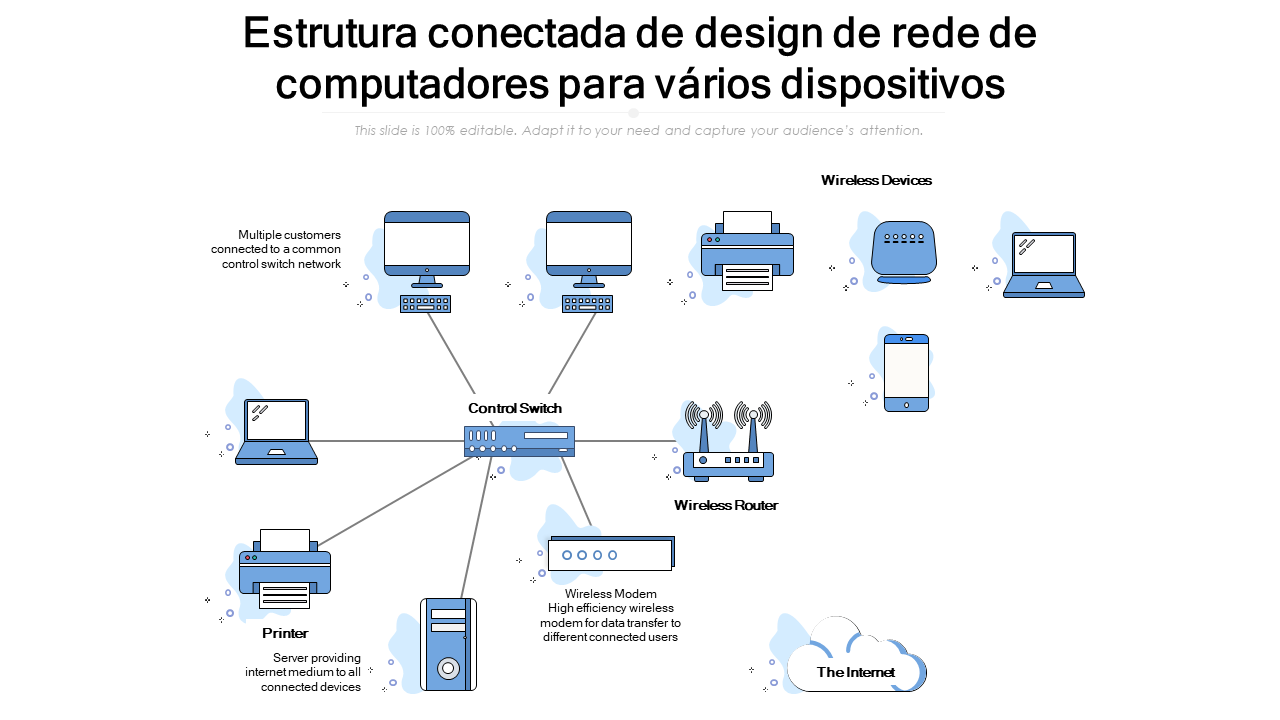 Estrutura conectada de design de rede de
computadores para vários dispositivos
This slide is 100% editable. Adapt it to your need and capture your audience's attention.
Wireless Devices
Multiple customers
connected to a common
control switch network
Control Switch
Wireless Router
Wireless Modem
High efficiency wireless
modem for data transfer to
different connected users
Printer
Server providing
internet medium to all
connected devices
The Internet